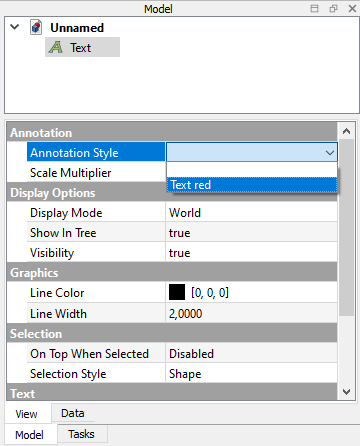 Model
Unnamed
Text
Annotation
Annotation Style
Scale Multiplier
Text red
Display Options
Display Mode World
Show In Tree true
Visibility true
Graphics
Line Color [0, 0, 0]
Line Width 2,0000
Selection
On Top When Selected Disabled
Selection Style Shape
Text
View Data
Model Tasks